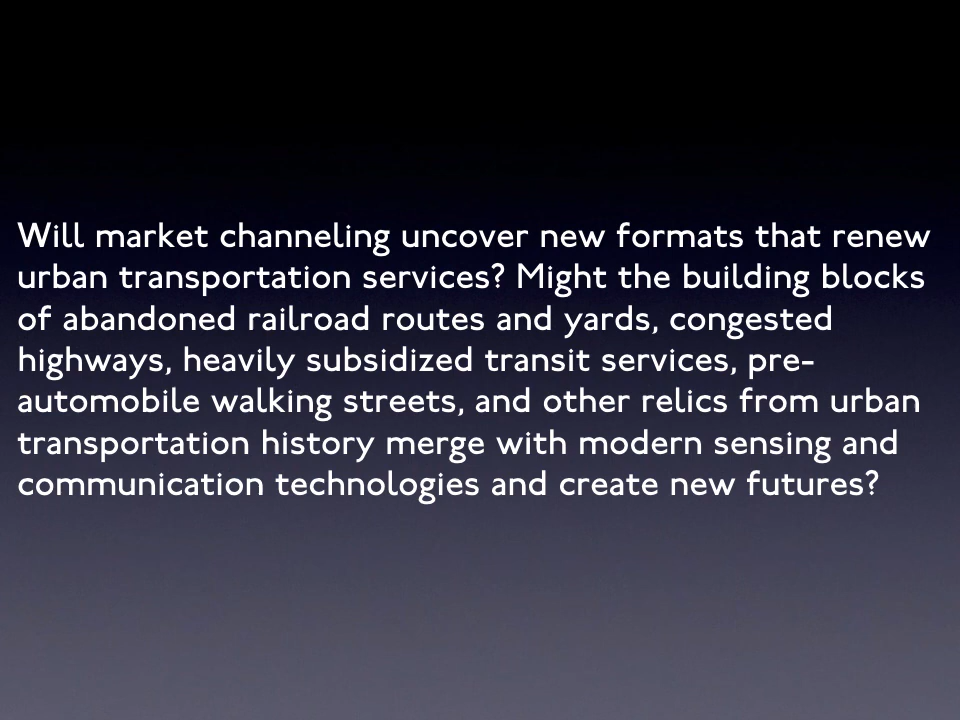 Will market channeling uncover new formats that renew
urban transportation services? Might the building blocks
of abandoned railroad routes and yards, congested
highways, heavily subsidized transit services, pre-
automobile walking streets, and other relics from urban
transportation history merge with modern sensing and
communication technologies and create new futures?